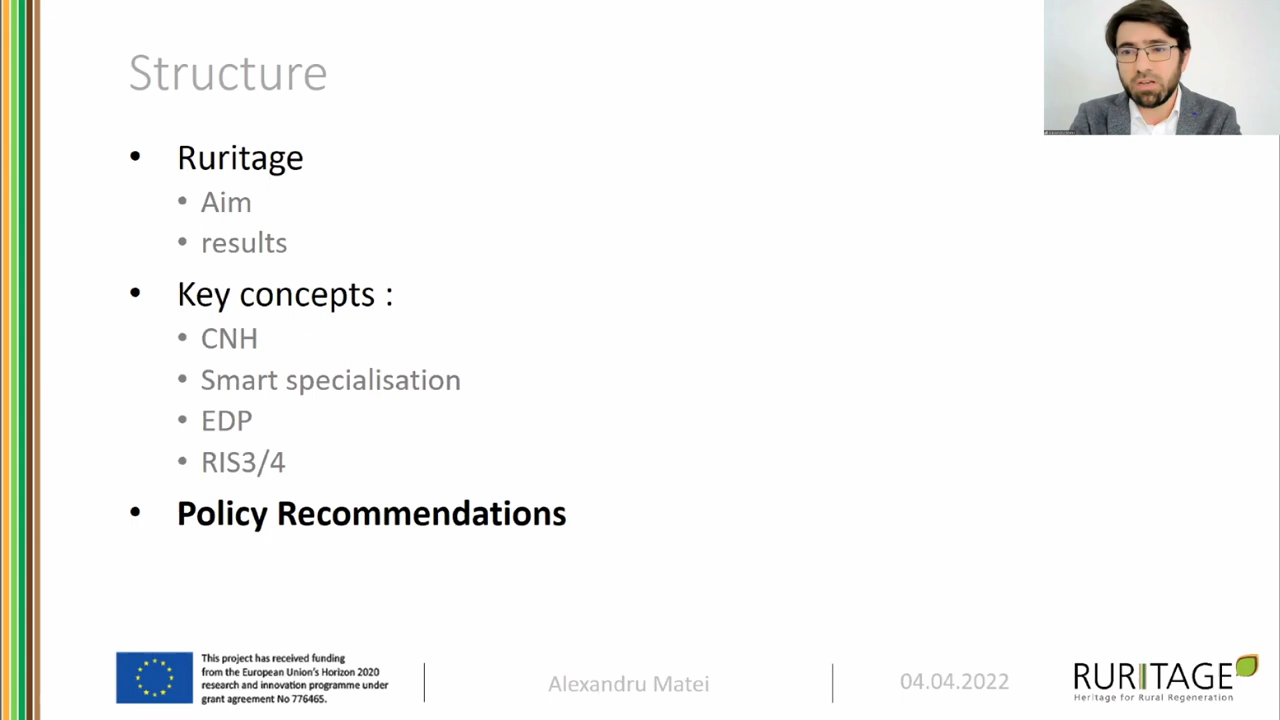 Structure
• Ruritage
• Aim
• results
• Key concepts :
• CNH
• Smart specialisation
• EDP
• RIS3/4
• Policy Recommendations
This project has received funding
from the European Union's Horizon 2020
research and innovation programme under
grant agreement No 776465.
Alexandru Matei
04.04.2022
RURITAGE
Heritage for Rural Regeneration